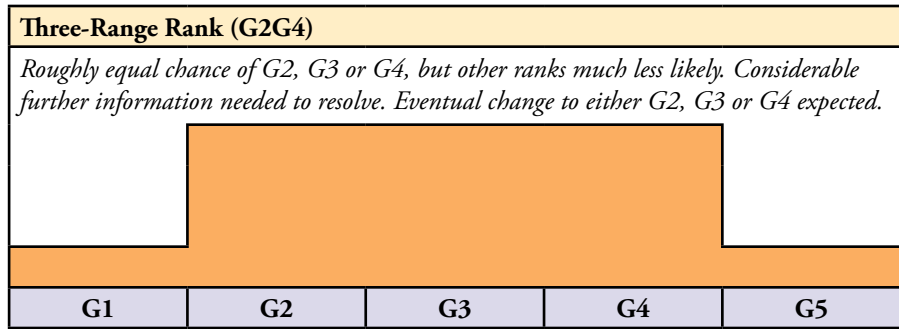 Three-Range Rank (G2G4)
Roughly equal chance of G2, G3 or G4, but other ranks much less likely. Considerable
further information needed to resolve. Eventual change to either G2, G3 or G4 expected.
G1 G2 G3 G4 G5